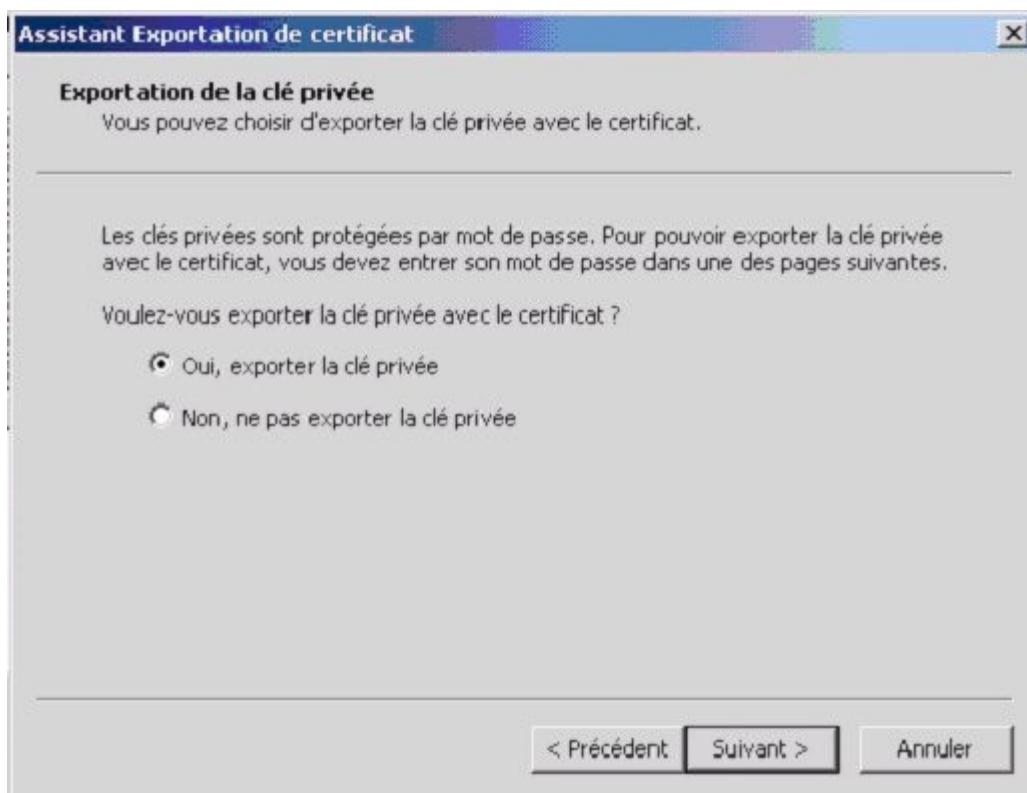 Assistant Exportation de certificat
Exportation de la clé privée
Vous pouvez choisir d'exporter la clé privée avec le certificat.
Les clés privées sont protégées par mot de passe. Pour pouvoir exporter la clé privée
avec le certificat, vous devez entrer son mot de passe dans une des pages suivantes.
Voulez-vous exporter la clé privée avec le certificat ?
Oui, exporter la clé privée
Non, ne pas exporter la clé privée
< Précédent Suivant > Annuler